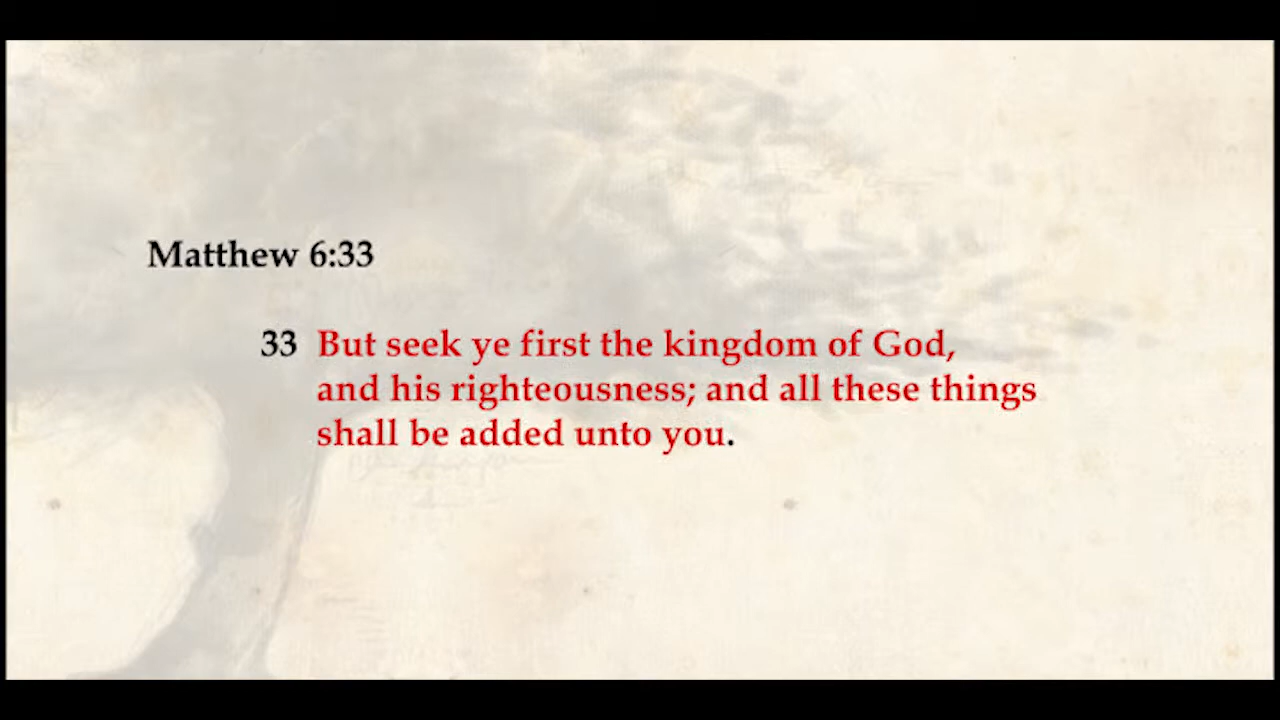 Matthew 6:33
33 But seek ye first the kingdom of God,
and his righteousness; and all these things
shall be added unto you.